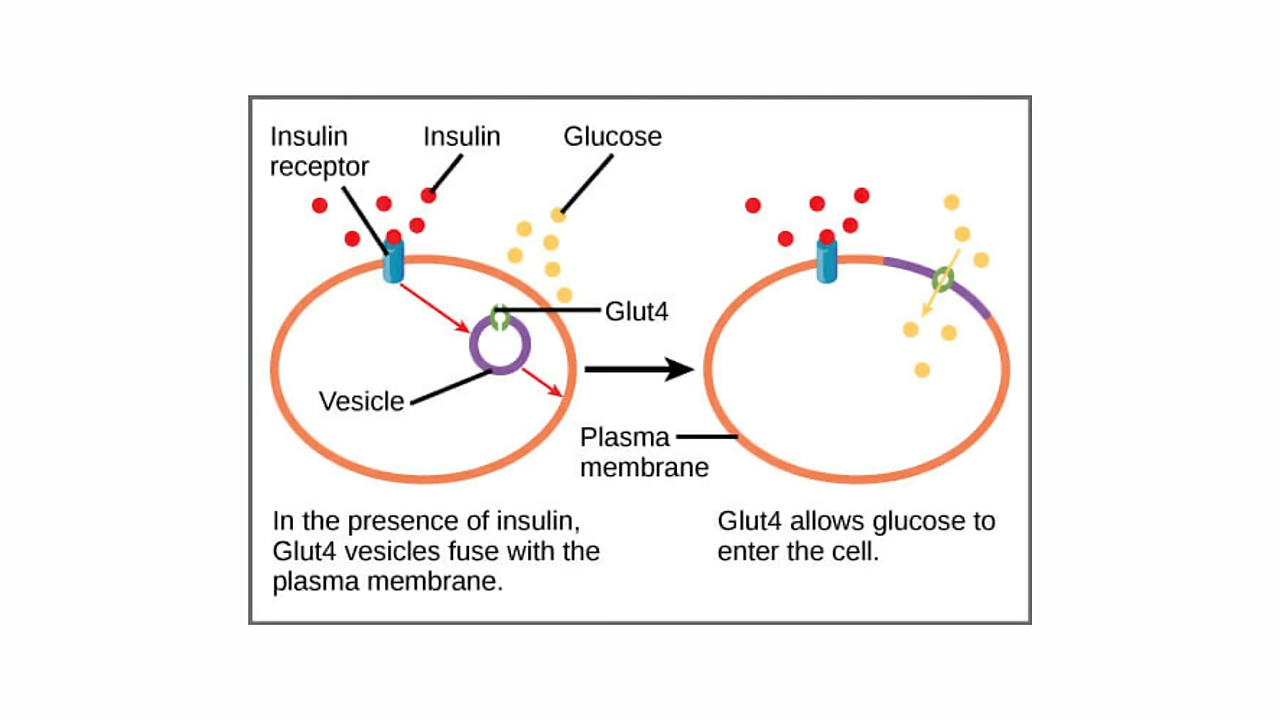 Insulin
receptor
Insulin
Glucose
Glut4
Vesicle
Plasma
membrane
In the presence of insulin,
Glut4 vesicles fuse with the
plasma membrane.
Glut4 allows glucose to
enter the cell.